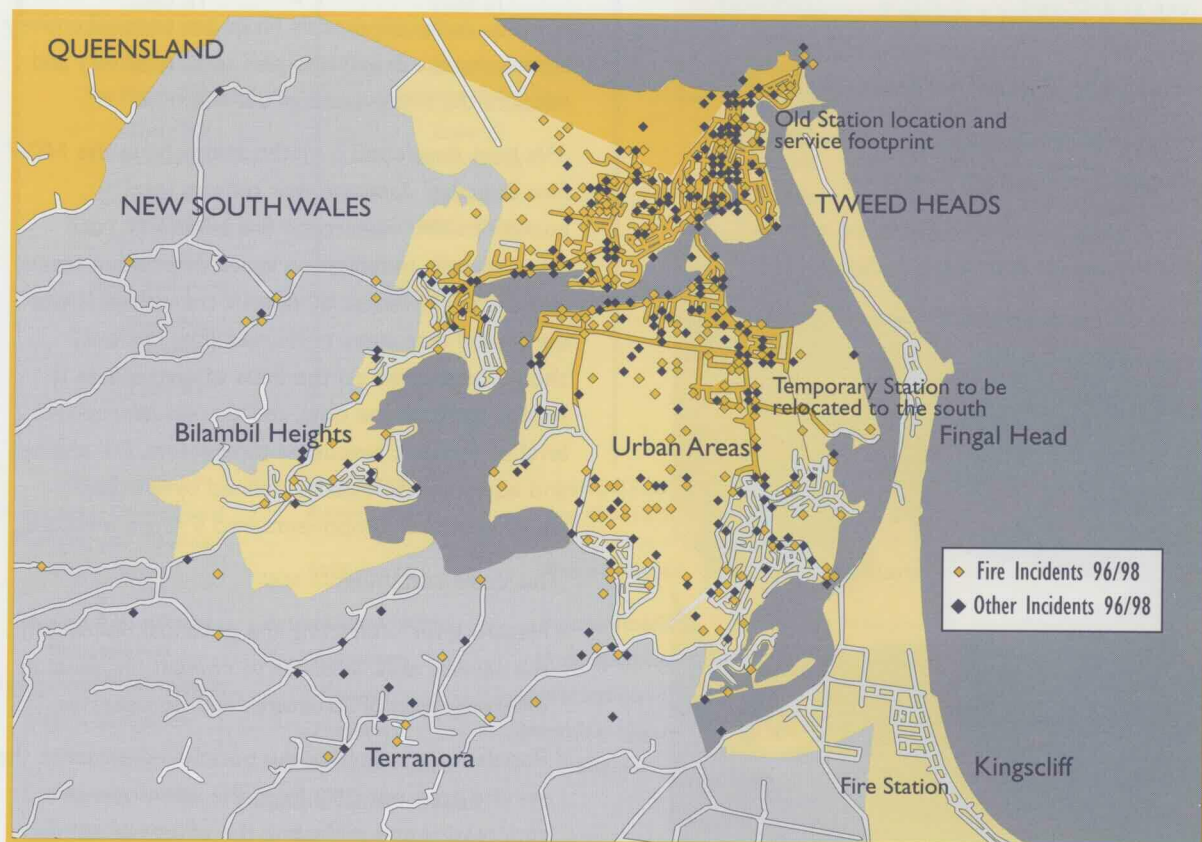 QUEENSLAND
Old Station location and
service footprint
NEW SOUTH WALES
TWEED HEADS
Temporary Station to be
relocated to the south
Bilambil Heights
Urban Areas
Fingal Head
Fire Incidents 96/98
Other Incidents 96/98
Terranora
Kingscliff
Fire Station